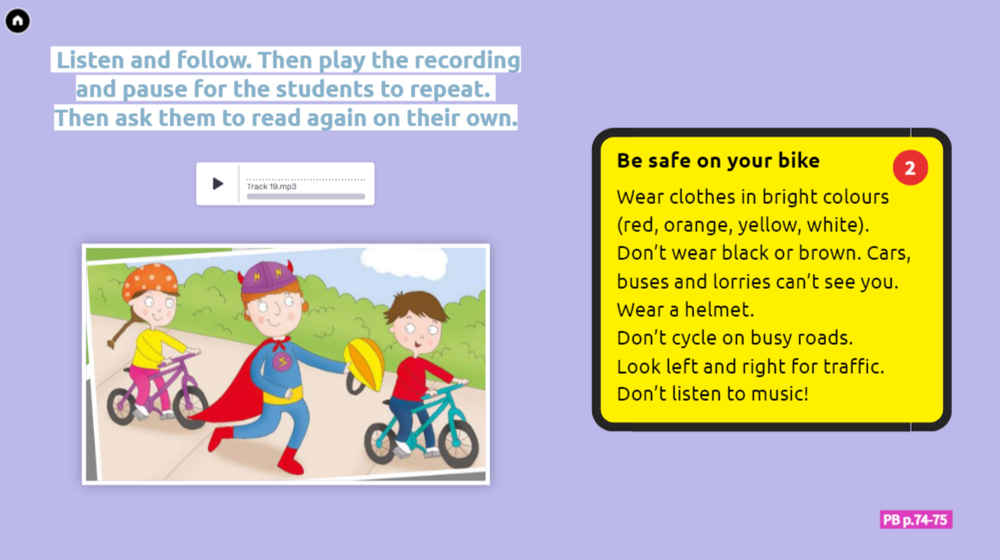 Listen and follow. Then play the recording
and pause for the students to repeat.
Then ask them to read again on their own.
Track 19.mp3
Be safe on your bike
2
Wear clothes in bright colours
(red, orange, yellow, white).
Don’t wear black or brown. Cars,
buses and lorries can’t see you.
Wear a helmet.
Don’t cycle on busy roads.
Look left and right for traffic.
Don’t listen to music!
PB p.74-75